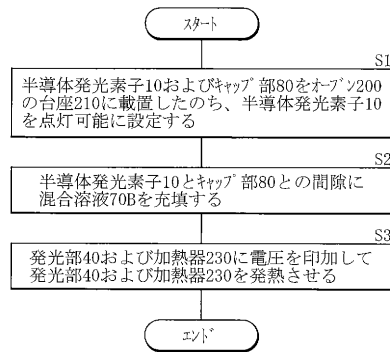 スタート
S1
半導体発光素子10およびキャップ部80をオーブン200
の台座210に載置したのち、半導体発光素子10
を点灯可能に設定する
S2
半導体発光素子10とキャップ部80との間隙に
混合溶液70Bを充填する
S3
発光部40および加熱器230に電圧を印加して
発光部40および加熱器230を発熱させる
エンド